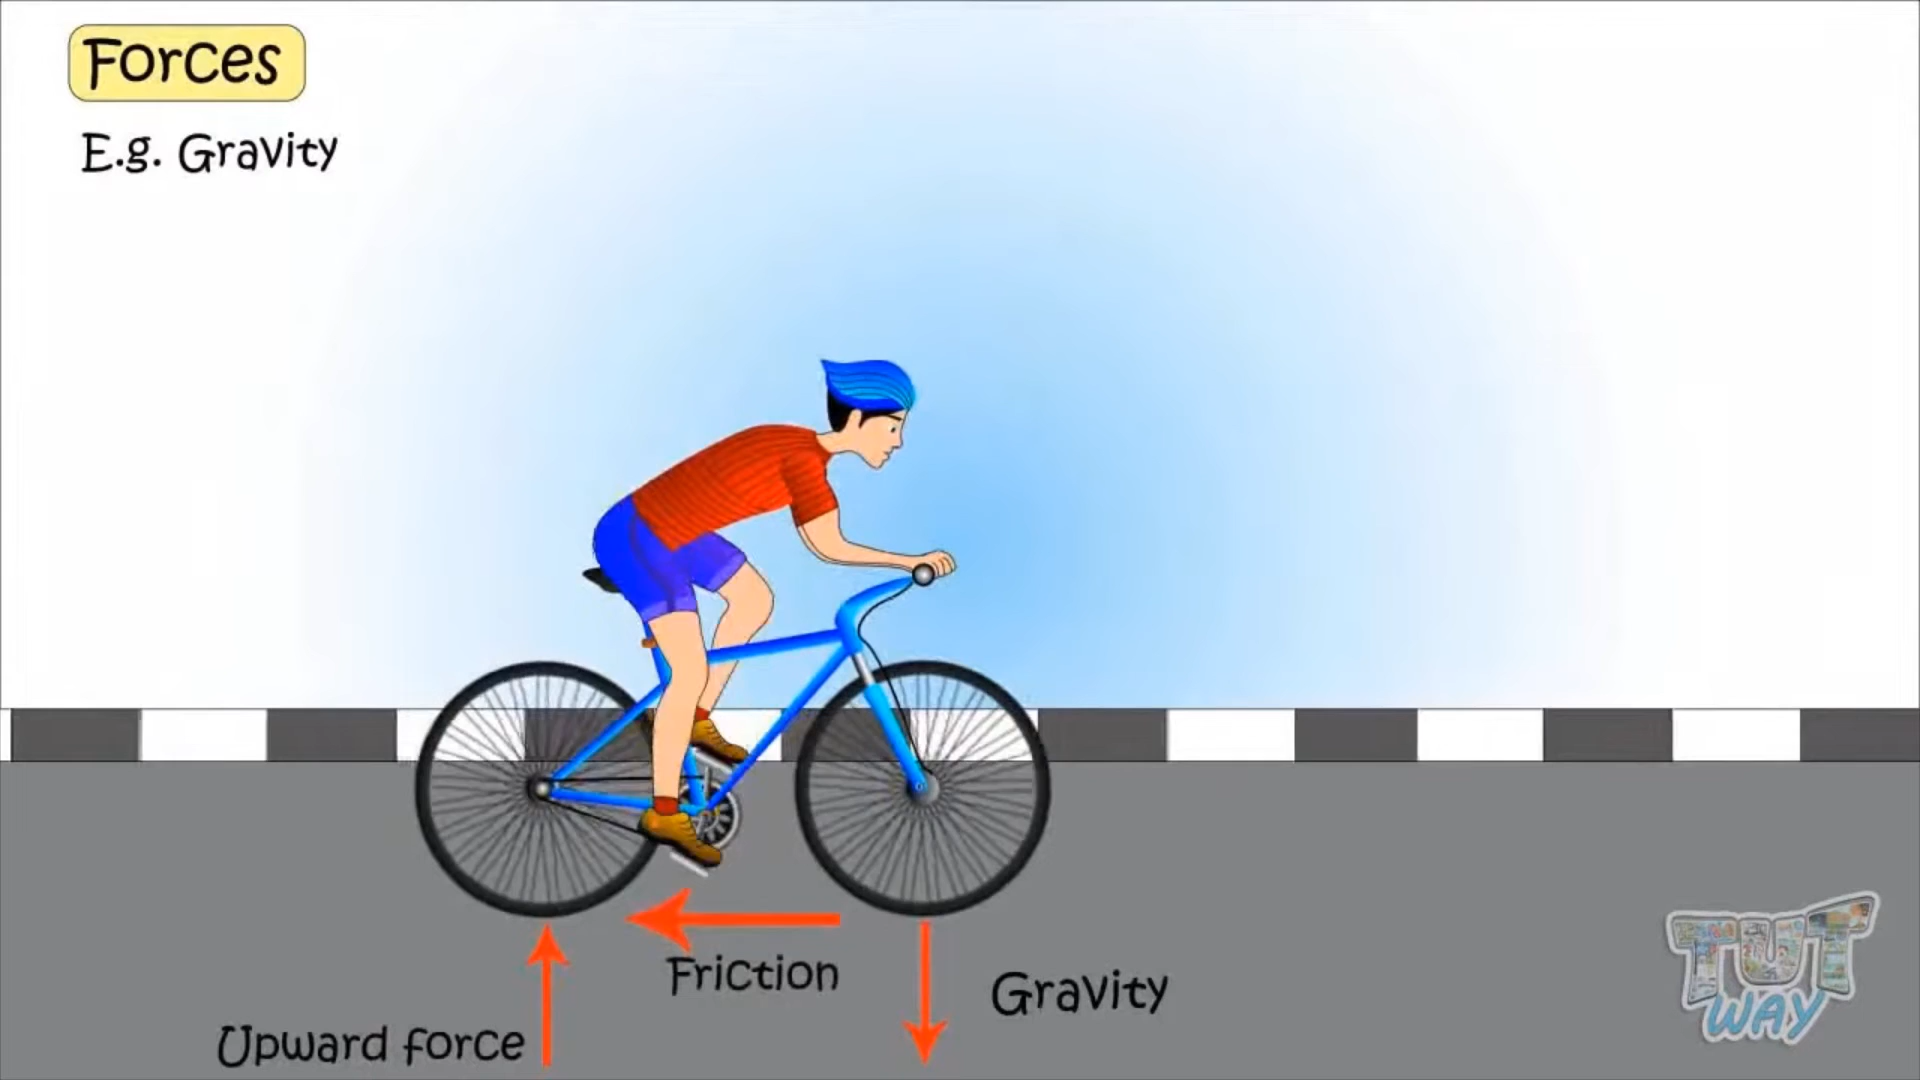 Forces
E.g. Gravity
Friction
Gravity
Upward force
TUT
WAY